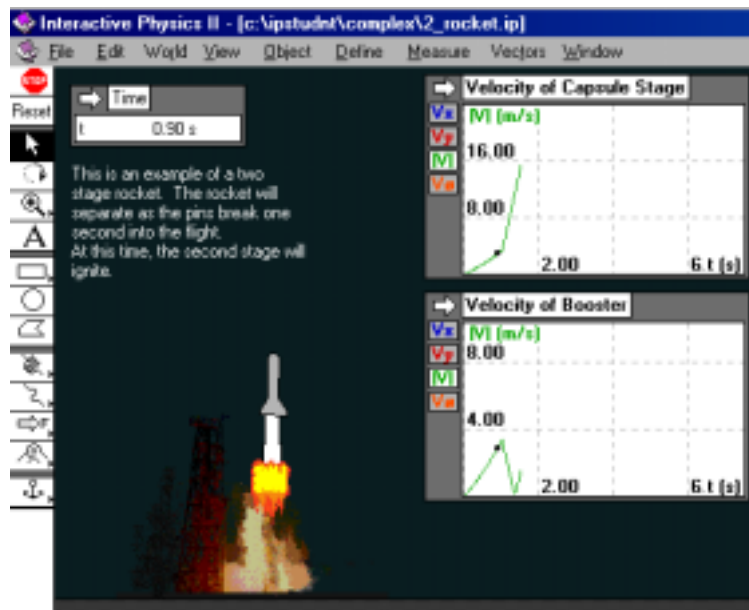 Interactive Physics II - [c:\ipstudnt\complex\2_rocket.ip]
File Edit World View Object Define Measure Vectors Window
STOP
Reset
A
Time
t 0.90 s
This is an example of a two
stage rocket. The rocket will
separate as the pins break one
second into the flight.
At this time, the second stage will
ignite.
Velocity of Capsule Stage
Vx
Vy
|V|
Vø
|V| (m/s)
16.00
8.00
2.00 6. t (s)
Velocity of Booster
Vx
Vy
|V|
Vø
|V| (m/s)
8.00
4.00
2.00 6. t (s)